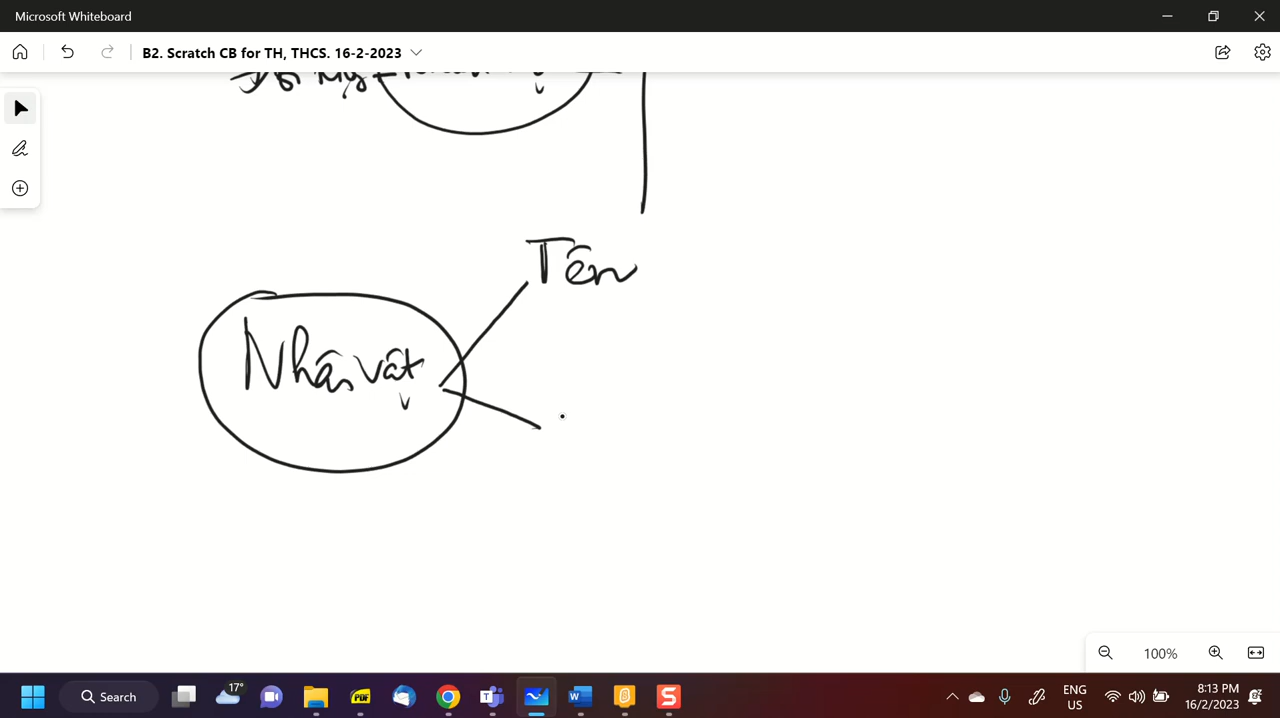 Microsoft Whiteboard
B2. Scratch CB for TH, THCS. 16-2-2023
Tên
Nhân vật
100%
Search
17°
PDF
W
S
ENG
US
8:13 PM
16/2/2023